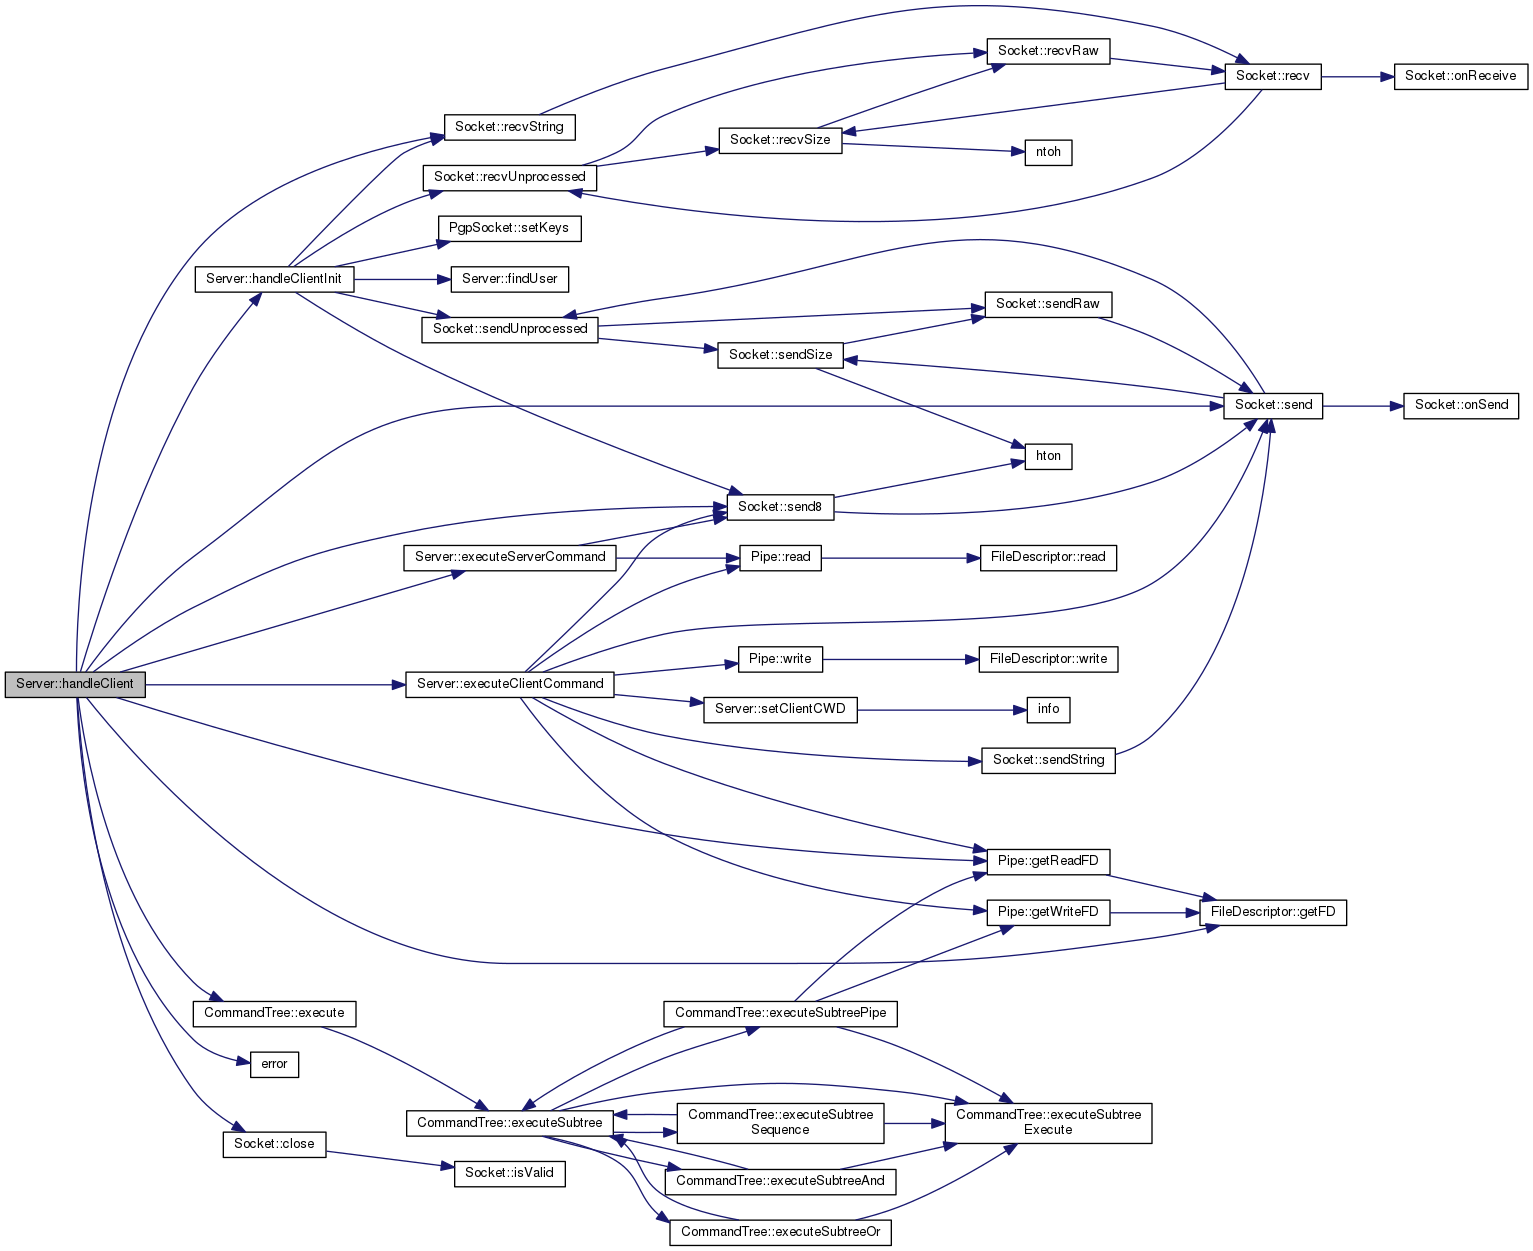 Socket::recvRaw
Socket::recv
Socket::onReceive
Socket::recvString
Socket::recvSize
ntoh
Socket::recvUnprocessed
PgpSocket::setKeys
Server::handleClientInit
Server::findUser
Socket::sendRaw
Socket::sendUnprocessed
Socket::sendSize
Socket::send
Socket::onSend
hton
Socket::send8
Server::executeServerCommand
Pipe::read
FileDescriptor::read
Pipe::write
FileDescriptor::write
Server::handleClient
Server::executeClientCommand
Server::setClientCWD
info
Socket::sendString
Pipe::getReadFD
Pipe::getWriteFD
FileDescriptor::getFD
CommandTree::execute
CommandTree::executeSubtreePipe
error
CommandTree::executeSubtree
CommandTree::executeSubtree
Sequence
CommandTree::executeSubtree
Execute
Socket::close
Socket::isValid
CommandTree::executeSubtreeAnd
CommandTree::executeSubtreeOr